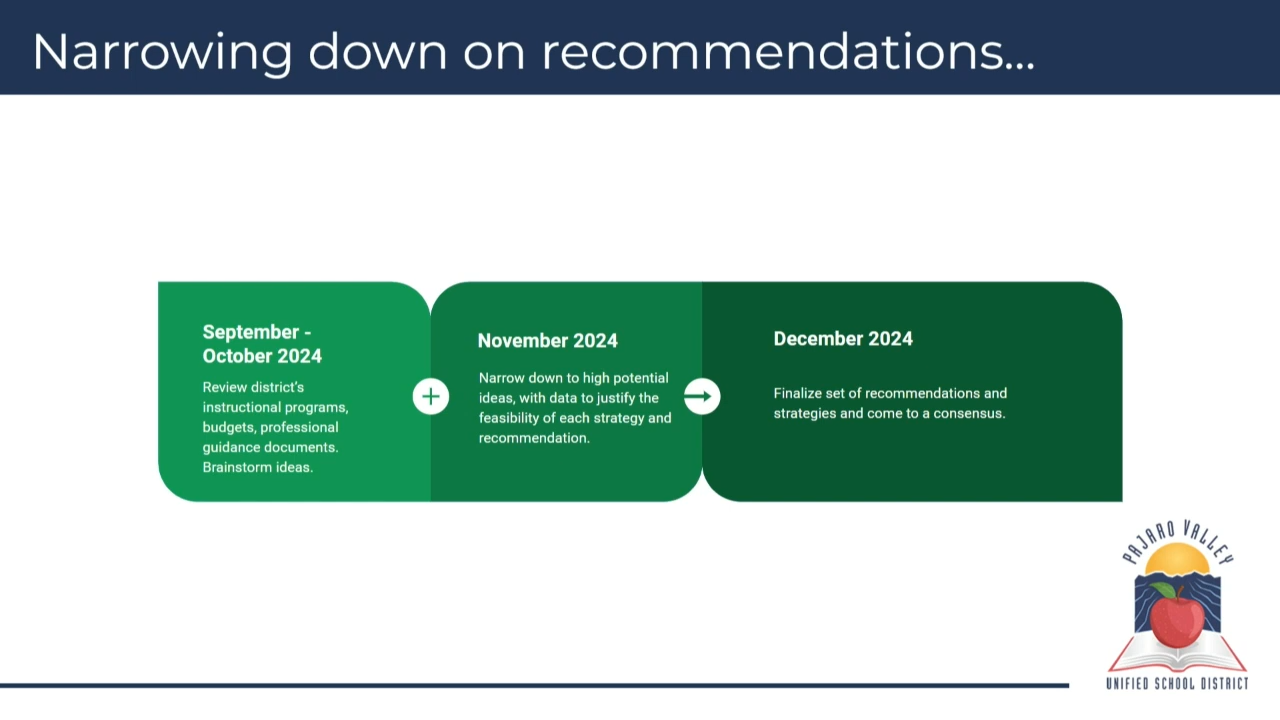 Narrowing down on recommendations...
September -
October 2024
Review district's
instructional programs,
budgets, professional
guidance documents.
Brainstorm ideas.
November 2024
Narrow down to high potential
ideas, with data to justify the
feasibility of each strategy and
recommendation.
December 2024
Finalize set of recommendations and
strategies and come to a consensus.
PAJARO VALLEY
UNIFIED SCHOOL DISTRICT